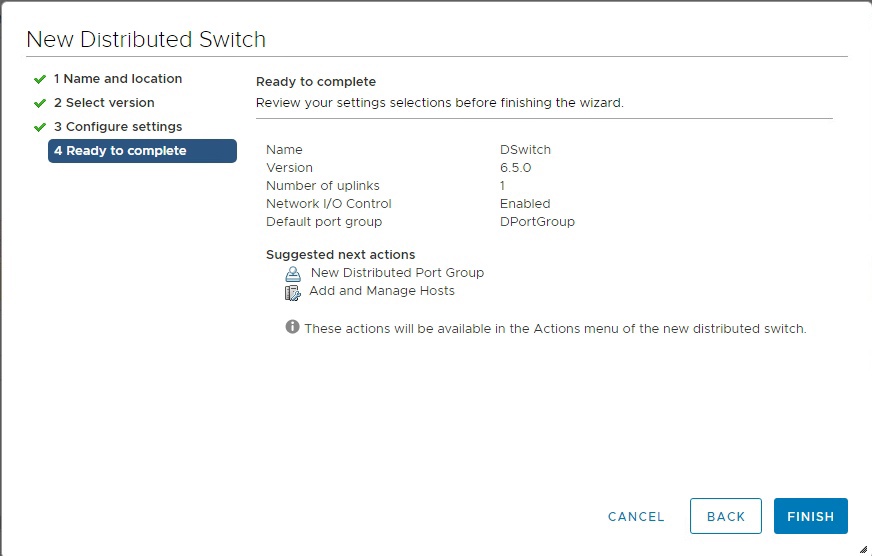 New Distributed Switch
1 Name and location
2 Select version
3 Configure settings
4 Ready to complete
Ready to complete
Review your settings selections before finishing the wizard.
Name DSwitch
Version 6.5.0
Number of uplinks 1
Network I/O Control Enabled
Default port group DPortGroup
Suggested next actions
New Distributed Port Group
Add and Manage Hosts
These actions will be available in the Actions menu of the new distributed switch.
CANCEL BACK FINISH